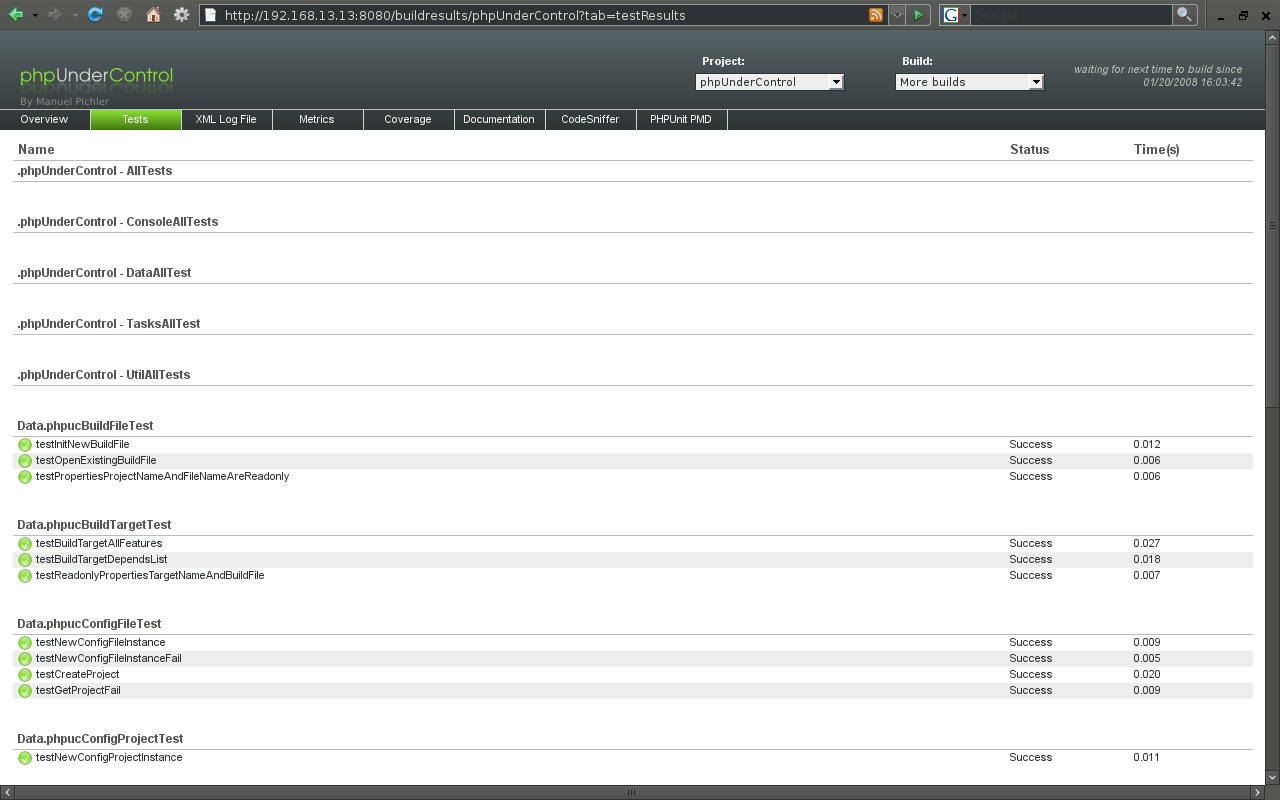 http://192.168.13.13:8080/buildresults/phpUnderControl?tab=testResults
G
Google
phpUnderControl
By Manuel Pichler
Project:
phpUnderControl
Build:
More builds
waiting for next time to build since
01/20/2008 16:03:42
Overview Tests XML Log File Metrics Coverage Documentation CodeSniffer PHPUnit PMD
Name Status Time(s)
.phpUnderControl - AllTests
.phpUnderControl - ConsoleAllTests
.phpUnderControl - DataAllTest
.phpUnderControl - TasksAllTest
.phpUnderControl - UtilAllTests
Data.phpucBuildFileTest
testInitNewBuildFile Success 0.012
testOpenExistingBuildFile Success 0.006
testPropertiesProjectNameAndFileNameAreReadonly Success 0.006
Data.phpucBuildTargetTest
testBuildTargetAllFeatures Success 0.027
testBuildTargetDependsList Success 0.018
testReadonlyPropertiesTargetNameAndBuildFile Success 0.007
Data.phpucConfigFileTest
testNewConfigFileInstance Success 0.009
testNewConfigFileInstanceFail Success 0.005
testCreateProject Success 0.020
testGetProjectFail Success 0.009
Data.phpucConfigProjectTest
testNewConfigProjectInstance Success 0.011